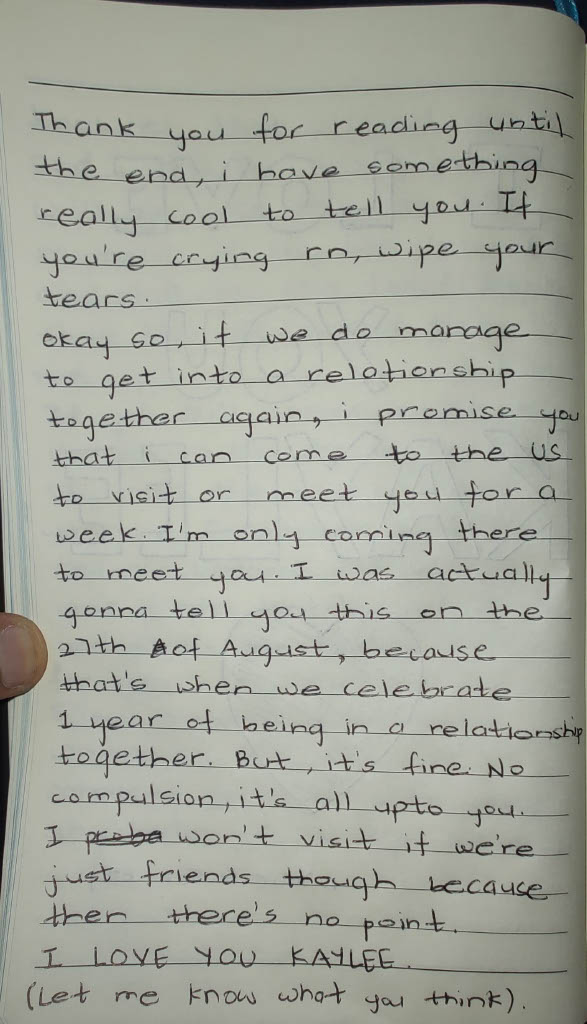 Thank you for reading until
the end, i have something
really cool to tell you. If
you're crying rn, wipe your
tears.
okay so, if we do manage
to get into a relationship
together again, i promise you
that i can come to the US
to visit or meet you for a
week. I'm only coming there
to meet you. I was actually
gonna tell you this on the
27th of August, because
that's when we celebrate
1 year of being in a relationship
together. But, it's fine. No
compulsion, it's all upto you.
I won't visit if we're
just friends though because
then there's no point.
I LOVE YOU KAYLEE.
(Let me know what you think).